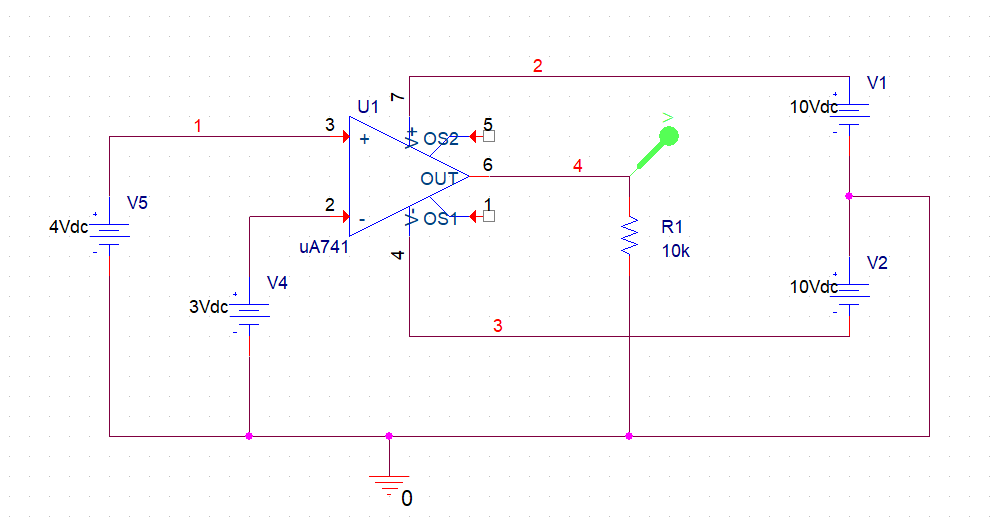 2
V1
10Vdc
+
-
U1
7
V+
1
3
+
OS2
5
OUT
6
4
2
-
V-
OS1
1
uA741
4
V5
4Vdc
+
-
R1
10k
V2
10Vdc
+
-
V4
3Vdc
+
-
3
0
V